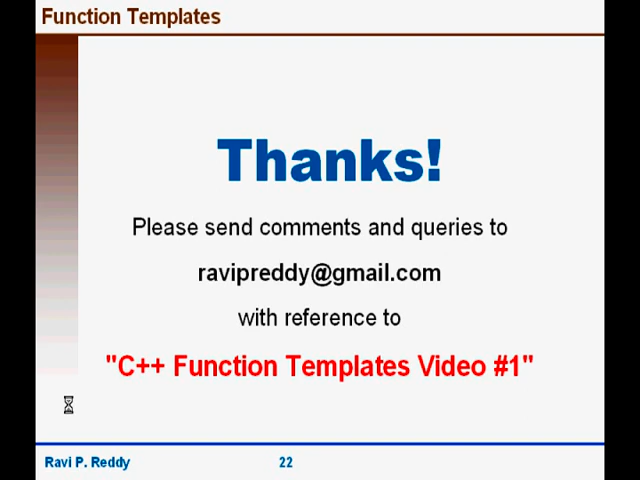 Function Templates
Thanks!
Please send comments and queries to
ravipreddy@gmail.com
with reference to
"C++ Function Templates Video #1"
Ravi P. Reddy 22